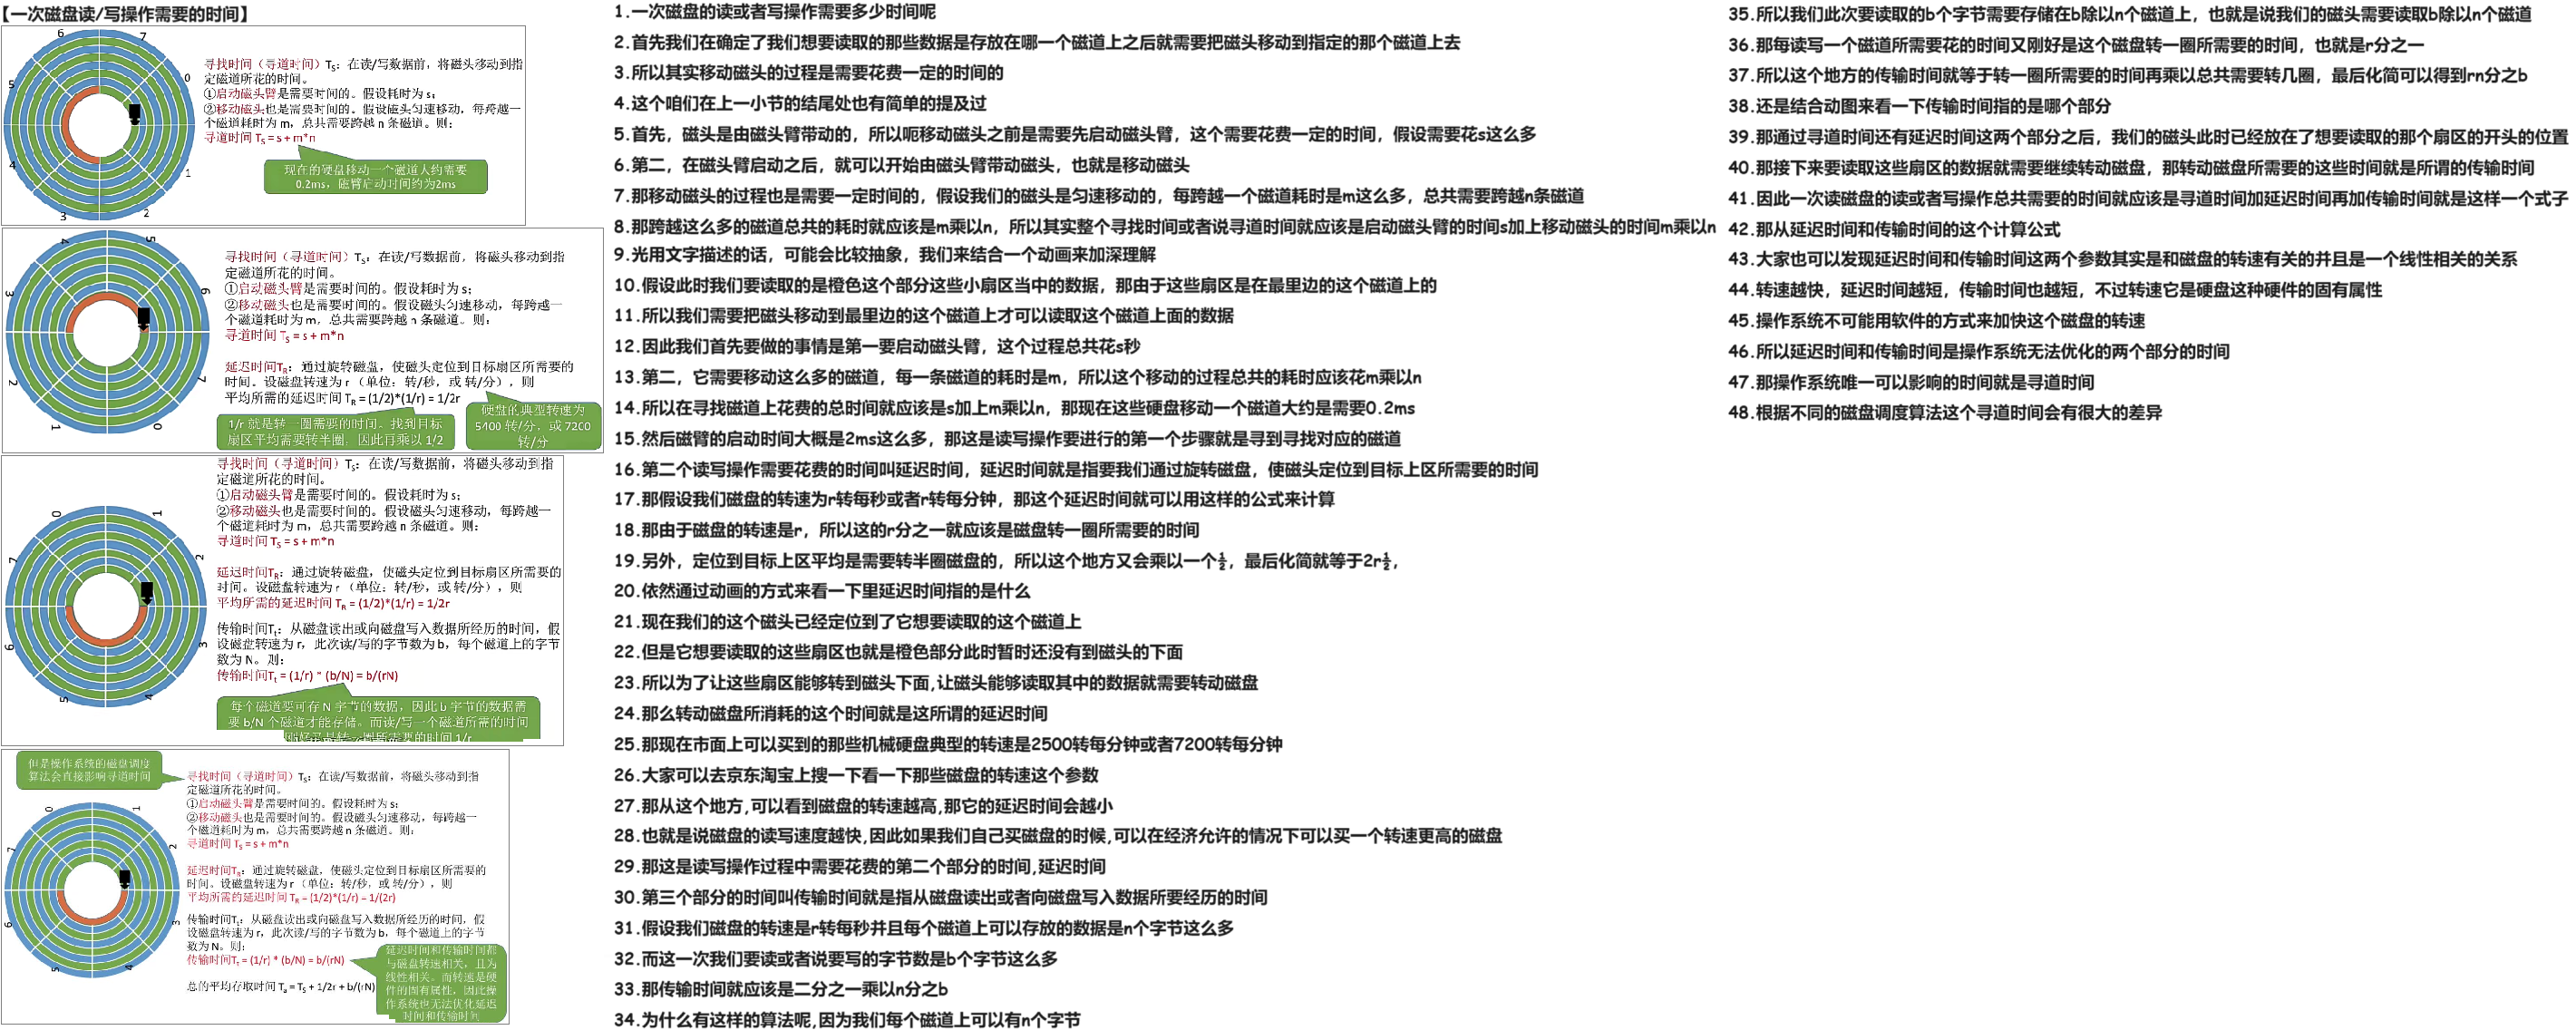 【一次磁盘读/写操作需要的时间】
6
7
5
0
4
1
3
2
寻找时间（寻道时间）TS：在读/写数据前，将磁头移动到指
定磁道所花的时间。
①启动磁头臂是需要时间的。假设耗时为 s；
②移动磁头也是需要时间的。假设磁头匀速移动，每跨越一
个磁道耗时为 m，总共需要跨越 n 条磁道。则：
寻道时间 TS = s + m*n
现在的硬盘移动一个磁道大约需要
0.2ms，磁臂启动时间约为2ms
4
5
3
6
2
7
1
0
寻找时间（寻道时间）TS：在读/写数据前，将磁头移动到指
定磁道所花的时间。
①启动磁头臂是需要时间的。假设耗时为 s；
②移动磁头也是需要时间的。假设磁头匀速移动，每跨越一
个磁道耗时为 m，总共需要跨越 n 条磁道。则：
寻道时间 TS = s + m*n
延迟时间TR：通过旋转磁盘，使磁头定位到目标扇区所需要的
时间。设磁盘转速为 r（单位：转/秒，或 转/分），则
平均所需的延迟时间 TR = (1/2)*(1/r) = 1/2r
1/r 就是转一圈需要的时间。找到目标
扇区平均需要转半圈，因此再乘以 1/2
硬盘的典型转速为
5400 转/分，或 7200
转/分
0
1
7
2
6
3
5
4
寻找时间（寻道时间）TS：在读/写数据前，将磁头移动到指
定磁道所花的时间。
①启动磁头臂是需要时间的。假设耗时为 s；
②移动磁头也是需要时间的。假设磁头匀速移动，每跨越一
个磁道耗时为 m，总共需要跨越 n 条磁道。则：
寻道时间 TS = s + m*n
延迟时间TR：通过旋转磁盘，使磁头定位到目标扇区所需要的
时间。设磁盘转速为 r（单位：转/秒，或 转/分），则
平均所需的延迟时间 TR = (1/2)*(1/r) = 1/2r
传输时间Tt：从磁盘读出或向磁盘写入数据所经历的时间，假
设磁盘转速为 r，此次读/写的字节数为 b，每个磁道上的字节
数为 N。则：
传输时间Tt = (1/r) * (b/N) = b/(rN)
每个磁道要可存 N 字节的数据，因此 b 字节的数据需
要 b/N 个磁道才能存储。而读/写一个磁道所需的时间
刚好又是转一圈所需要的时间 1/r
但是操作系统的磁盘调度
算法会直接影响寻道时间
0
1
7
2
6
3
5
4
寻找时间（寻道时间）TS：在读/写数据前，将磁头移动到指
定磁道所花的时间。
①启动磁头臂是需要时间的。假设耗时为 s；
②移动磁头也是需要时间的。假设磁头匀速移动，每跨越一
个磁道耗时为 m，总共需要跨越 n 条磁道。则：
寻道时间 TS = s + m*n
延迟时间TR：通过旋转磁盘，使磁头定位到目标扇区所需要的
时间。设磁盘转速为 r（单位：转/秒，或 转/分），则
平均所需的延迟时间 TR = (1/2)*(1/r) = 1/(2r)
传输时间Tt：从磁盘读出或向磁盘写入数据所经历的时间，假
设磁盘转速为 r，此次读/写的字节数为 b，每个磁道上的字节
数为 N。则：
传输时间Tt = (1/r) * (b/N) = b/(rN)
总的平均存取时间 Ta = TS + 1/2r + b/(rN)
延迟时间和传输时间都
与磁盘转速相关，且为
线性相关。而转速是硬
件的固有属性，因此操
作系统也无法优化延迟
时间和传输时间
1.一次磁盘的读或者写操作需要多少时间呢
2.首先我们在确定了我们想要读取的那些数据是存放在哪一个磁道上之后就需要把磁头移动到指定的那个磁道上去
3.所以其实移动磁头的过程是需要花费一定的时间的
4.这个咱们在上一小节的结尾处也有简单的提及过
5.首先，磁头是由磁头臂带动的，所以呃移动磁头之前是需要先启动磁头臂，这个需要花费一定的时间，假设需要花s这么多
6.第二，在磁头臂启动之后，就可以开始由磁头臂带动磁头，也就是移动磁头
7.那移动磁头的过程也是需要一定时间的，假设我们的磁头是匀速移动的，每跨越一个磁道耗时是m这么多，总共需要跨越n条磁道
8.那跨越这么多的磁道总共的耗时就应该是m乘以n，所以其实整个寻找时间或者说寻道时间就应该是启动磁头臂的时间s加上移动磁头的时间m乘以n
9.光用文字描述的话，可能会比较抽象，我们来结合一个动画来加深理解
10.假设此时我们要读取的是橙色这个部分这些小扇区当中的数据，那由于这些扇区是在最里边的这个磁道上的
11.所以我们需要把磁头移动到最里边的这个磁道上才可以读取这个磁道上面的数据
12.因此我们首先要做的事情是第一要启动磁头臂，这个过程总共花s秒
13.第二，它需要移动这么多的磁道，每一条磁道的耗时是m，所以这个移动的过程总共的耗时应该花m乘以n
14.所以在寻找磁道上花费的总时间就应该是s加上m乘以n，那现在这些硬盘移动一个磁道大约是需要0.2ms
15.然后磁臂的启动时间大概是2ms这么多，那这是读写操作要进行的第一个步骤就是寻到寻找对应的磁道
16.第二个读写操作需要花费的时间叫延迟时间，延迟时间就是指要我们通过旋转磁盘，使磁头定位到目标上区所需要的时间
17.那假设我们磁盘的转速为r转每秒或者r转每分钟，那这个延迟时间就可以用这样的公式来计算
18.那由于磁盘的转速是r，所以这的r分之一就应该是磁盘转一圈所需要的时间
19.另外，定位到目标上区平均是需要转半圈磁盘的，所以这个地方又会乘以一个½，最后化简就等于2r½，
20.依然通过动画的方式来看一下里延迟时间指的是什么
21.现在我们的这个磁头已经定位到了它想要读取的这个磁道上
22.但是它想要读取的这些扇区也就是橙色部分此时暂时还没有到磁头的下面
23.所以为了让这些扇区能够转到磁头下面,让磁头能够读取其中的数据就需要转动磁盘
24.那么转动磁盘所消耗的这个时间就是这所谓的延迟时间
25.那现在市面上可以买到的那些机械硬盘典型的转速是2500转每分钟或者7200转每分钟
26.大家可以去京东淘宝上搜一下看一下那些磁盘的转速这个参数
27.那从这个地方,可以看到磁盘的转速越高,那它的延迟时间会越小
28.也就是说磁盘的读写速度越快,因此如果我们自己买磁盘的时候,可以在经济允许的情况下可以买一个转速更高的磁盘
29.那这是读写操作过程中需要花费的第二个部分的时间,延迟时间
30.第三个部分的时间叫传输时间就是指从磁盘读出或者向磁盘写入数据所要经历的时间
31.假设我们磁盘的转速是r转每秒并且每个磁道上可以存放的数据是n个字节这么多
32.而这一次我们要读或者说要写的字节数是b个字节这么多
33.那传输时间就应该是二分之一乘以n分之b
34.为什么有这样的算法呢,因为我们每个磁道上可以有n个字节
35.所以我们此次要读取的b个字节需要存储在b除以n个磁道上，也就是说我们的磁头需要读取b除以n个磁道
36.那每读写一个磁道所需要花的时间又刚好是这个磁盘转一圈所需要的时间，也就是r分之一
37.所以这个地方的传输时间就等于转一圈所需要的时间再乘以总共需要转几圈，最后化简可以得到rn分之b
38.还是结合动图来看一下传输时间指的是哪个部分
39.那通过寻道时间还有延迟时间这两个部分之后，我们的磁头此时已经放在了想要读取的那个扇区的开头的位置
40.那接下来要读取这些扇区的数据就需要继续转动磁盘，那转动磁盘所需要的这些时间就是所谓的传输时间
41.因此一次读磁盘的读或者写操作总共需要的时间就应该是寻道时间加延迟时间再加传输时间就是这样一个式子
42.那从延迟时间和传输时间的这个计算公式
43.大家也可以发现延迟时间和传输时间这两个参数其实是和磁盘的转速有关的并且是一个线性相关的关系
44.转速越快，延迟时间越短，传输时间也越短，不过转速它是硬盘这种硬件的固有属性
45.操作系统不可能用软件的方式来加快这个磁盘的转速
46.所以延迟时间和传输时间是操作系统无法优化的两个部分的时间
47.那操作系统唯一可以影响的时间就是寻道时间
48.根据不同的磁盘调度算法这个寻道时间会有很大的差异